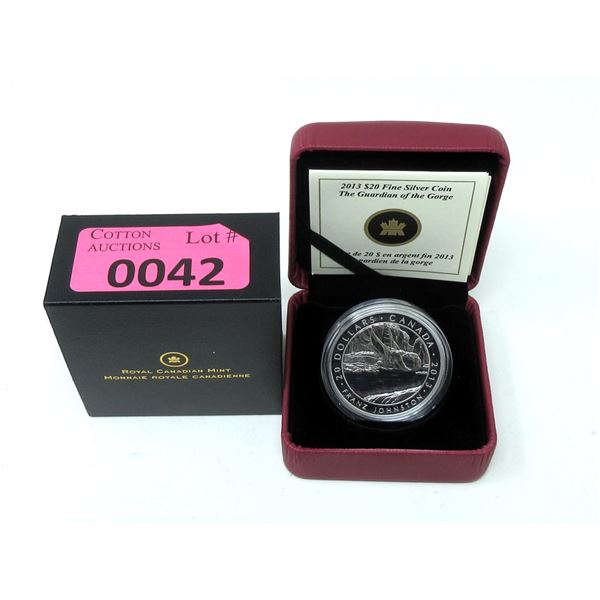 COTTON AUCTIONS Lot #
0042
ROYAL CANADIAN MINT
MONNAIE ROYALE CANADIENNE
2013 $20 Fine Silver Coin
The Guardian of the Gorge
de 20 $ en argent fin 2013
gardien de la gorge
20 DOLLARS • CANADA • 2013 •
FRANZ JOHNSTON